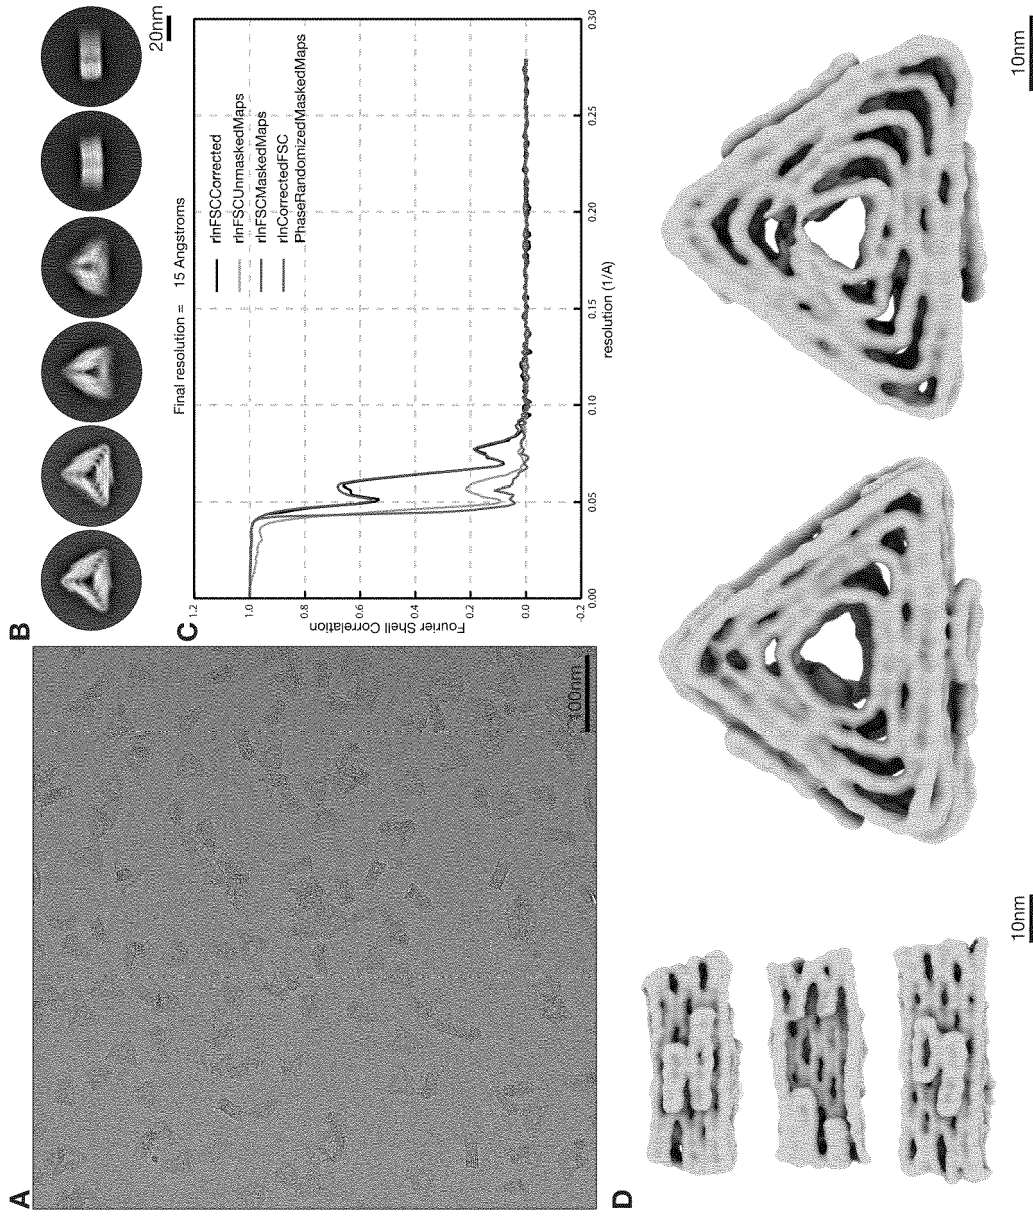 A
100nm
B
20nm
C
Final resolution = 15 Angstroms
rlnFSCCorrected
rlnFSCUnmaskedMaps
rlnFSCMaskedMaps
rlnCorrectedFSC
PhaseRandomizedMaskedMaps
Fourier Shell Correlation
1.2
1.0
0.8
0.6
0.4
0.2
0.0
-0.2
0.00
0.05
0.10
0.15
0.20
0.25
0.30
resolution (1/A)
D
10nm
10nm